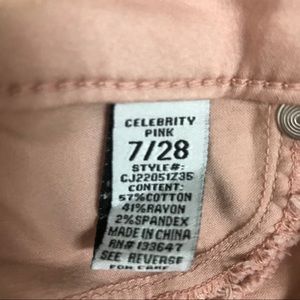 CELEBRITY
PINK
7/28
STYLE#:
CJ22051Z35
CONTENT:
57%COTTON
41%RAYON
2%SPANDEX
MADE IN CHINA
RN# 133647
SEE REVERSE
FOR CARE